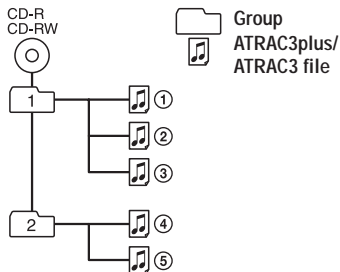 CD-R
CD-RW
Group
ATRAC3plus/
ATRAC3 file
1
①
②
③
2
④
⑤